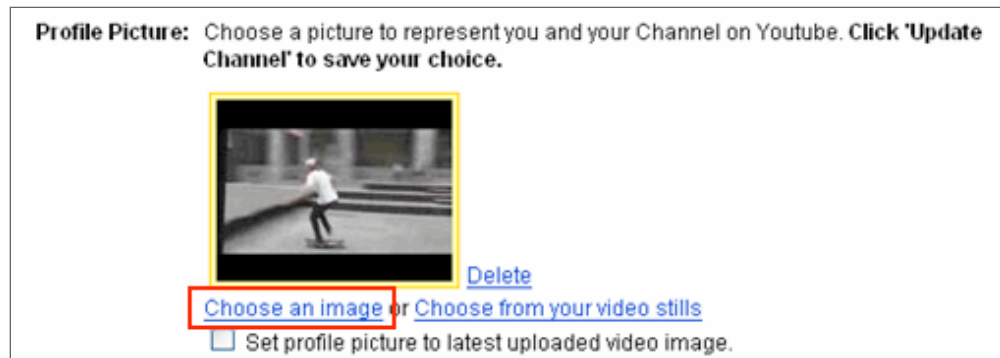 Profile Picture: Choose a picture to represent you and your Channel on Youtube. Click 'Update
Channel' to save your choice.
Delete
Choose an image or Choose from your video stills
Set profile picture to latest uploaded video image.